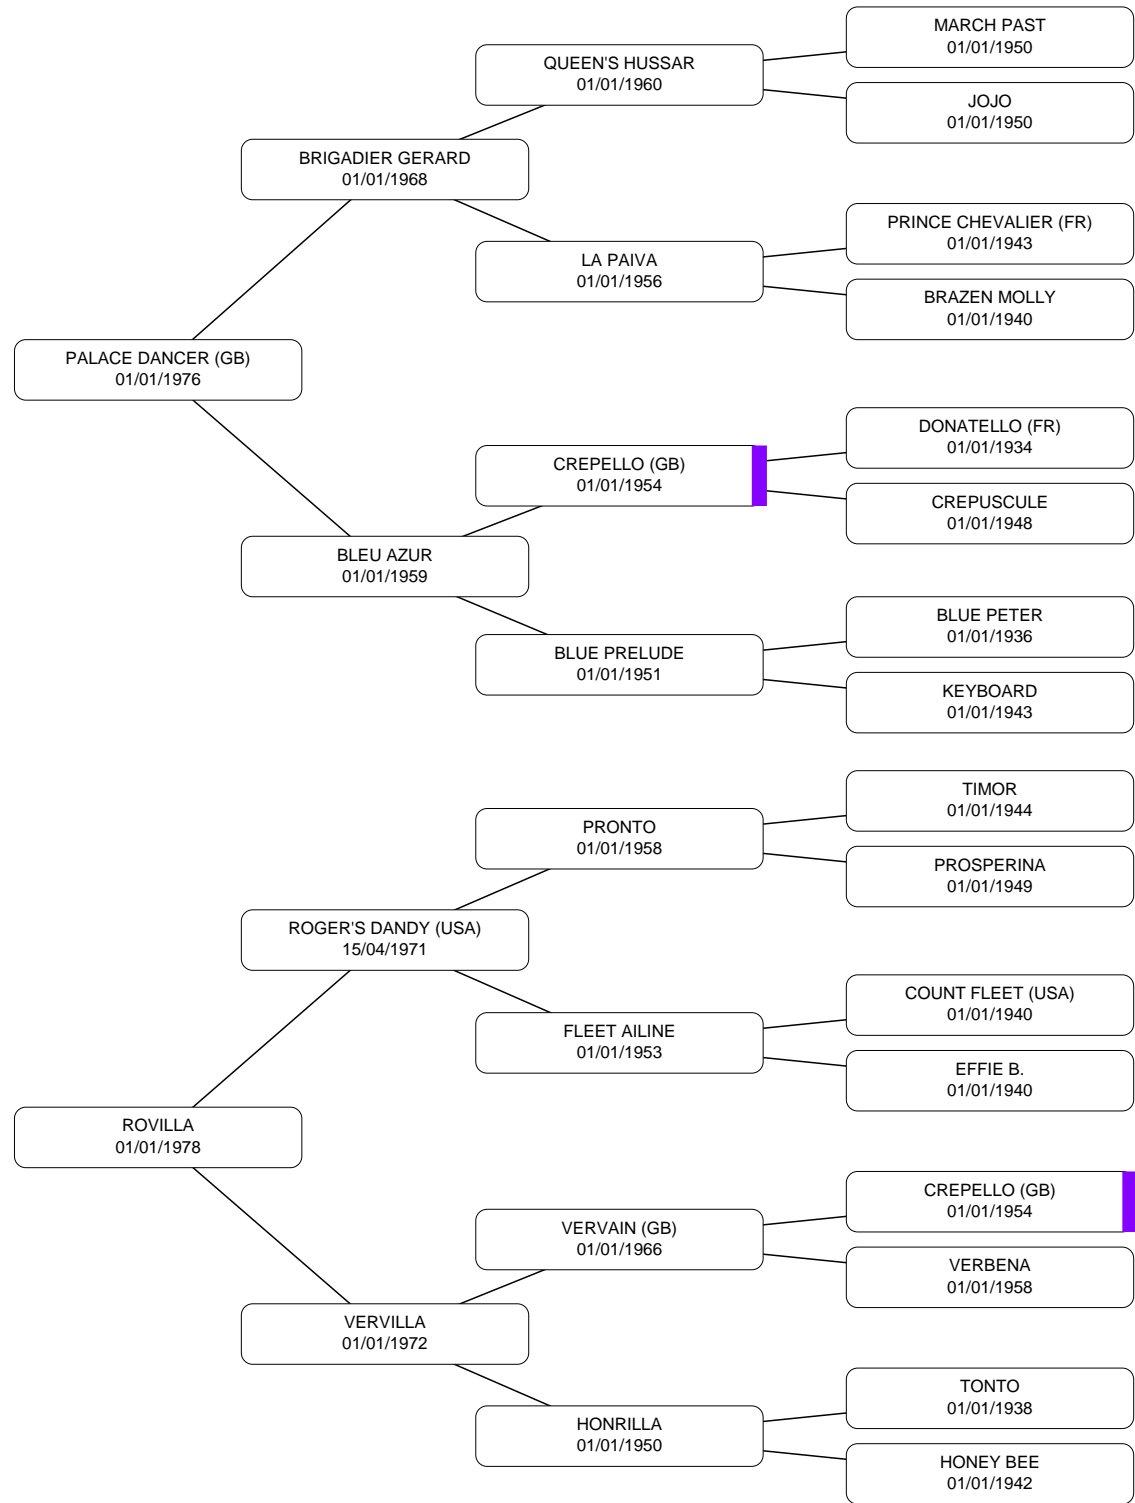 MARCH PAST
01/01/1950
QUEEN'S HUSSAR
01/01/1960
JOJO
01/01/1950
BRIGADIER GERARD
01/01/1968
PRINCE CHEVALIER (FR)
01/01/1943
LA PAIVA
01/01/1956
BRAZEN MOLLY
01/01/1940
PALACE DANCER (GB)
01/01/1976
DONATELLO (FR)
01/01/1934
CREPELLO (GB)
01/01/1954
CREPUSCULE
01/01/1948
BLEU AZUR
01/01/1959
BLUE PETER
01/01/1936
BLUE PRELUDE
01/01/1951
KEYBOARD
01/01/1943
TIMOR
01/01/1944
PRONTO
01/01/1958
PROSPERINA
01/01/1949
ROGER'S DANDY (USA)
15/04/1971
COUNT FLEET (USA)
01/01/1940
FLEET AILINE
01/01/1953
EFFIE B.
01/01/1940
ROVILLA
01/01/1978
CREPELLO (GB)
01/01/1954
VERVAIN (GB)
01/01/1966
VERBENA
01/01/1958
VERVILLA
01/01/1972
TONTO
01/01/1938
HONRILLA
01/01/1950
HONEY BEE
01/01/1942